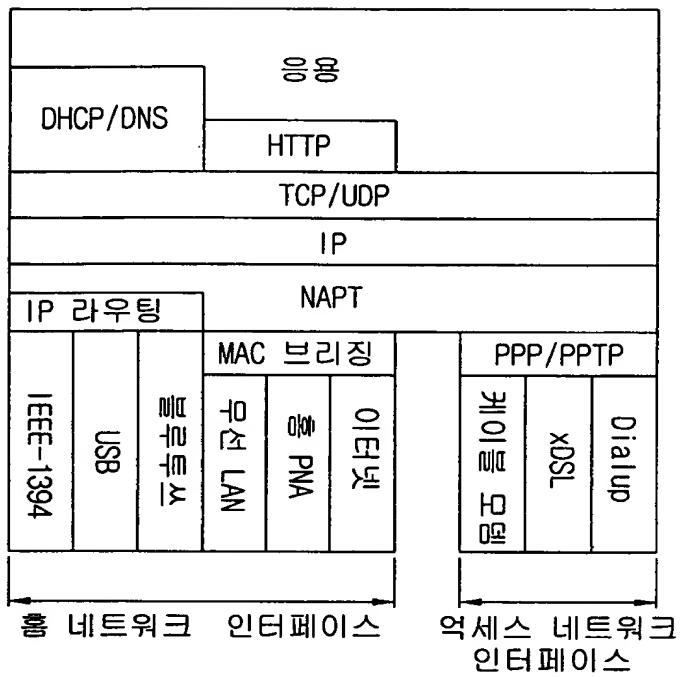 응용
DHCP/DNS
HTTP
TCP/UDP
IP
NAPT
IP 라우팅
MAC 브리징
PPP/PPTP
IEEE-1394
USB
블루투쓰
무선 LAN
홈 PNA
이터넷
케이블 모뎀
xDSL
Dialup
홈 네트워크 인터페이스
억세스 네트워크
인터페이스